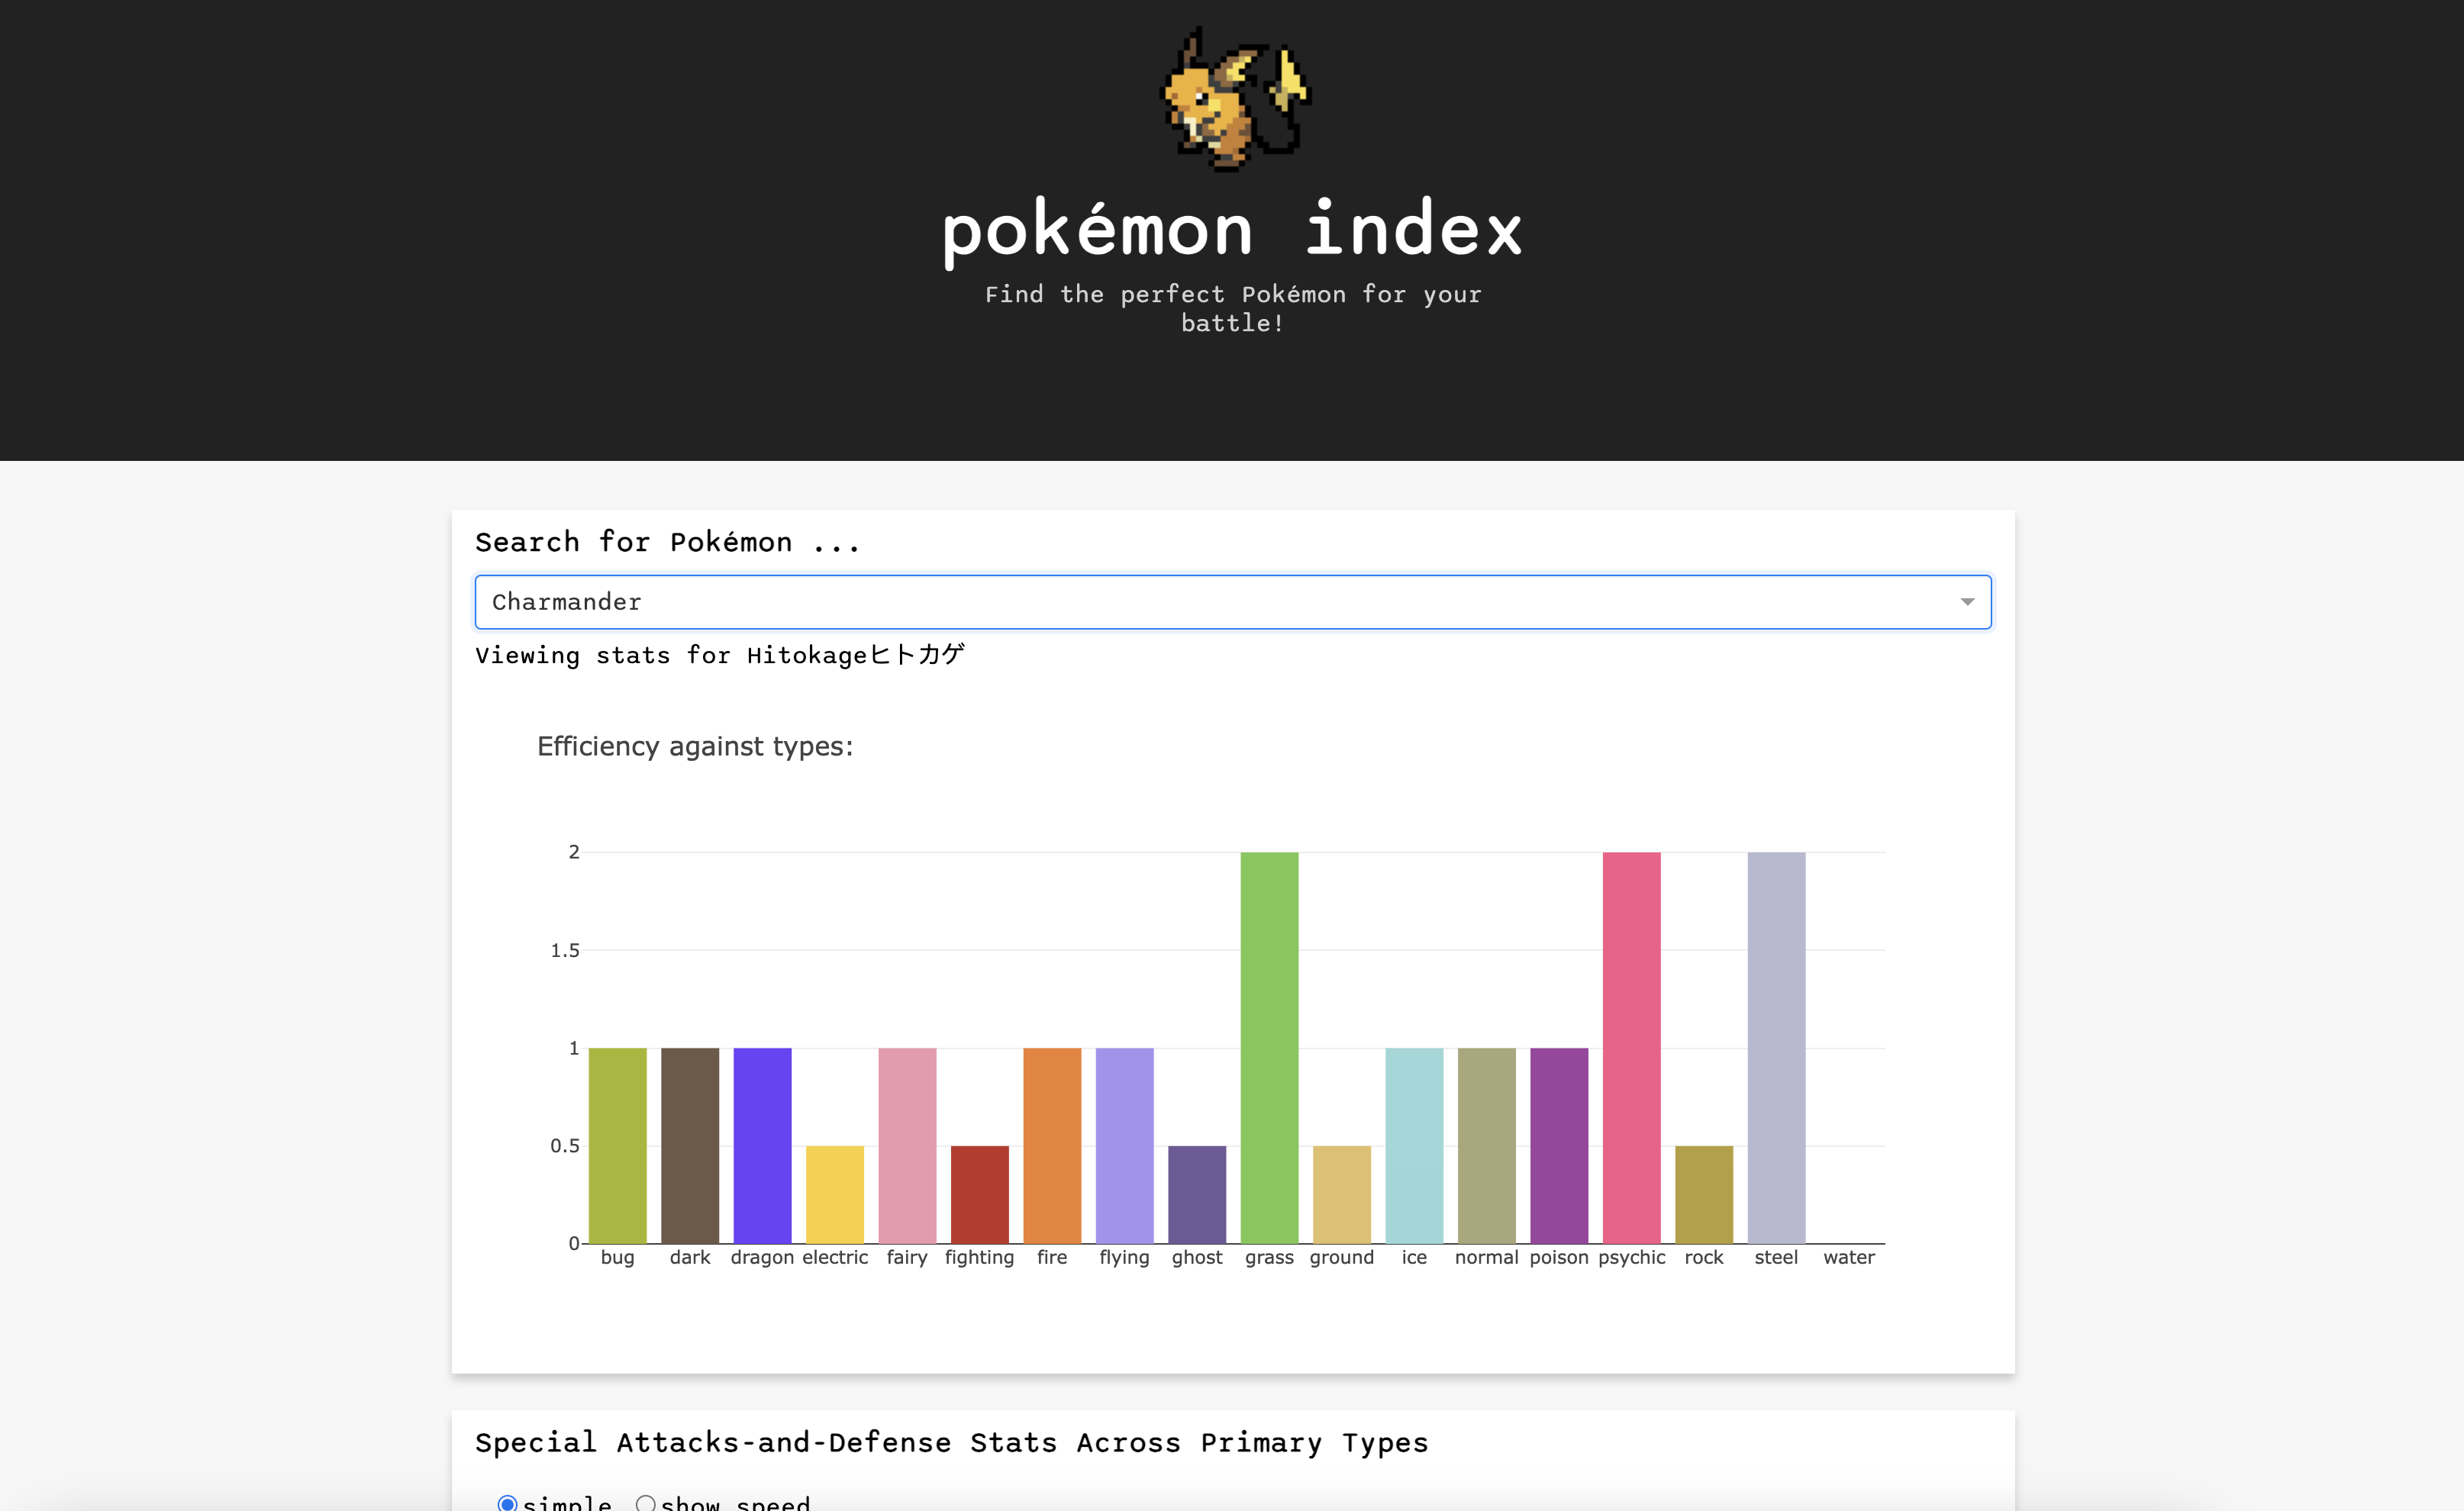 pokémon index
Find the perfect Pokémon for your
battle!
Search for Pokémon ...
Charmander
Viewing stats for Hitokageヒトカゲ
Efficiency against types:
2
1.5
1
0.5
0
bug dark dragon electric fairy fighting fire flying ghost grass ground ice normal poison psychic rock steel water
Special Attacks-and-Defense Stats Across Primary Types
simple show speed